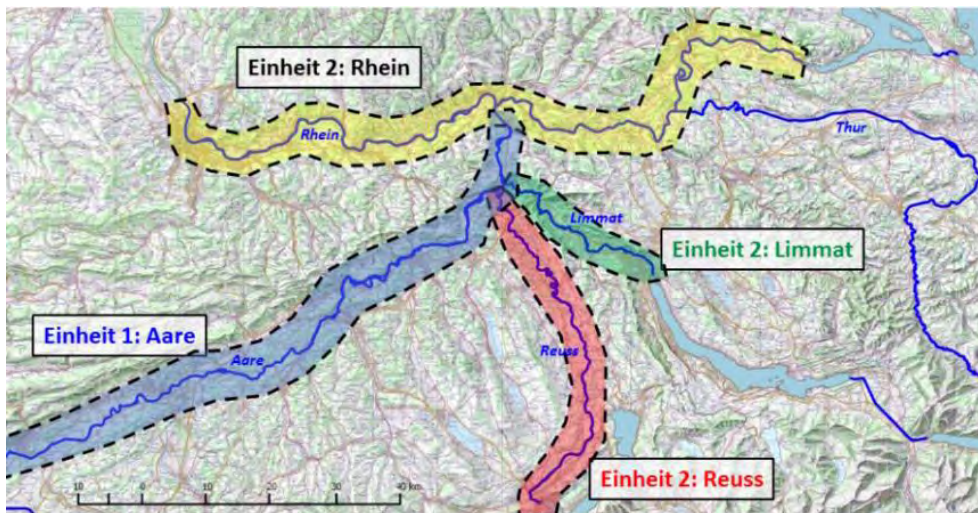 Einheit 2: Rhein
Rhein
Thur
Limmat
Einheit 2: Limmat
Einheit 1: Aare
Aare
Reuss
Einheit 2: Reuss
10 0 10 20 30 40 km